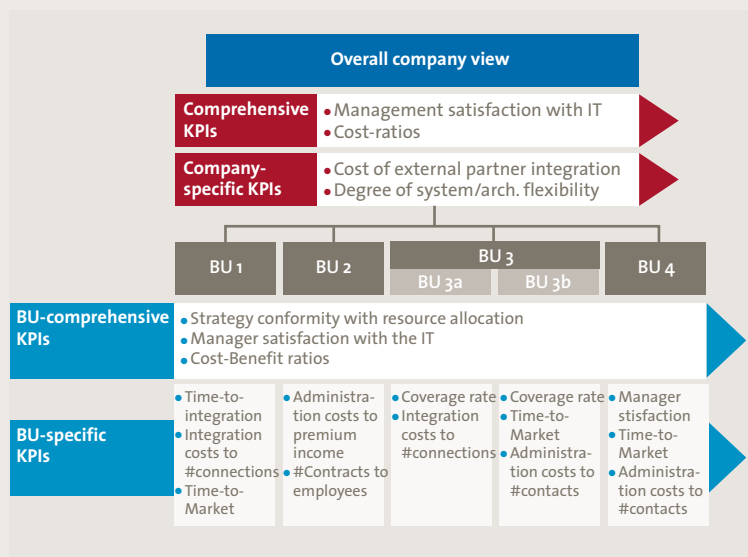 Overall company view
Comprehensive
KPIs
• Management satisfaction with IT
• Cost-ratios
Company-
specific KPIs
• Cost of external partner integration
• Degree of system/arch. flexibility
BU 1
BU 2
BU 3
BU 3a
BU 3b
BU 4
BU-comprehensive
KPIs
• Strategy conformity with resource allocation
• Manager satisfaction with the IT
• Cost-Benefit ratios
BU-specific
KPIs
• Time-to-
integration
• Integration
costs to
#connections
• Time-to-
Market
• Administra-
tion costs to
premium
income
• #Contracts to
employees
• Coverage rate
• Integration
costs to
#connections
• Coverage rate
• Time-to-
Market
• Administra-
tion costs to
#contacts
• Manager
stisfaction
• Time-to-
Market
• Administra-
tion costs to
#contacts